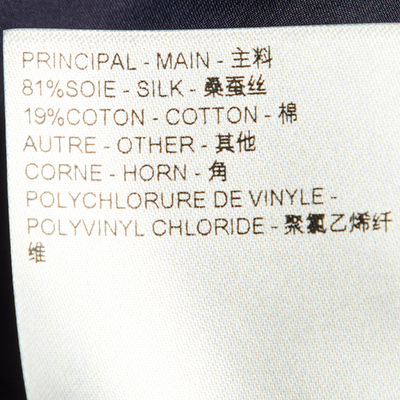 PRINCIPAL - MAIN - 主料
81%SOIE - SILK - 桑蚕丝
19%COTON - COTTON - 棉
AUTRE - OTHER - 其他
CORNE - HORN - 角
POLYCHLORURE DE VINYLE -
POLYVINYL CHLORIDE - 聚氯乙烯纤
维